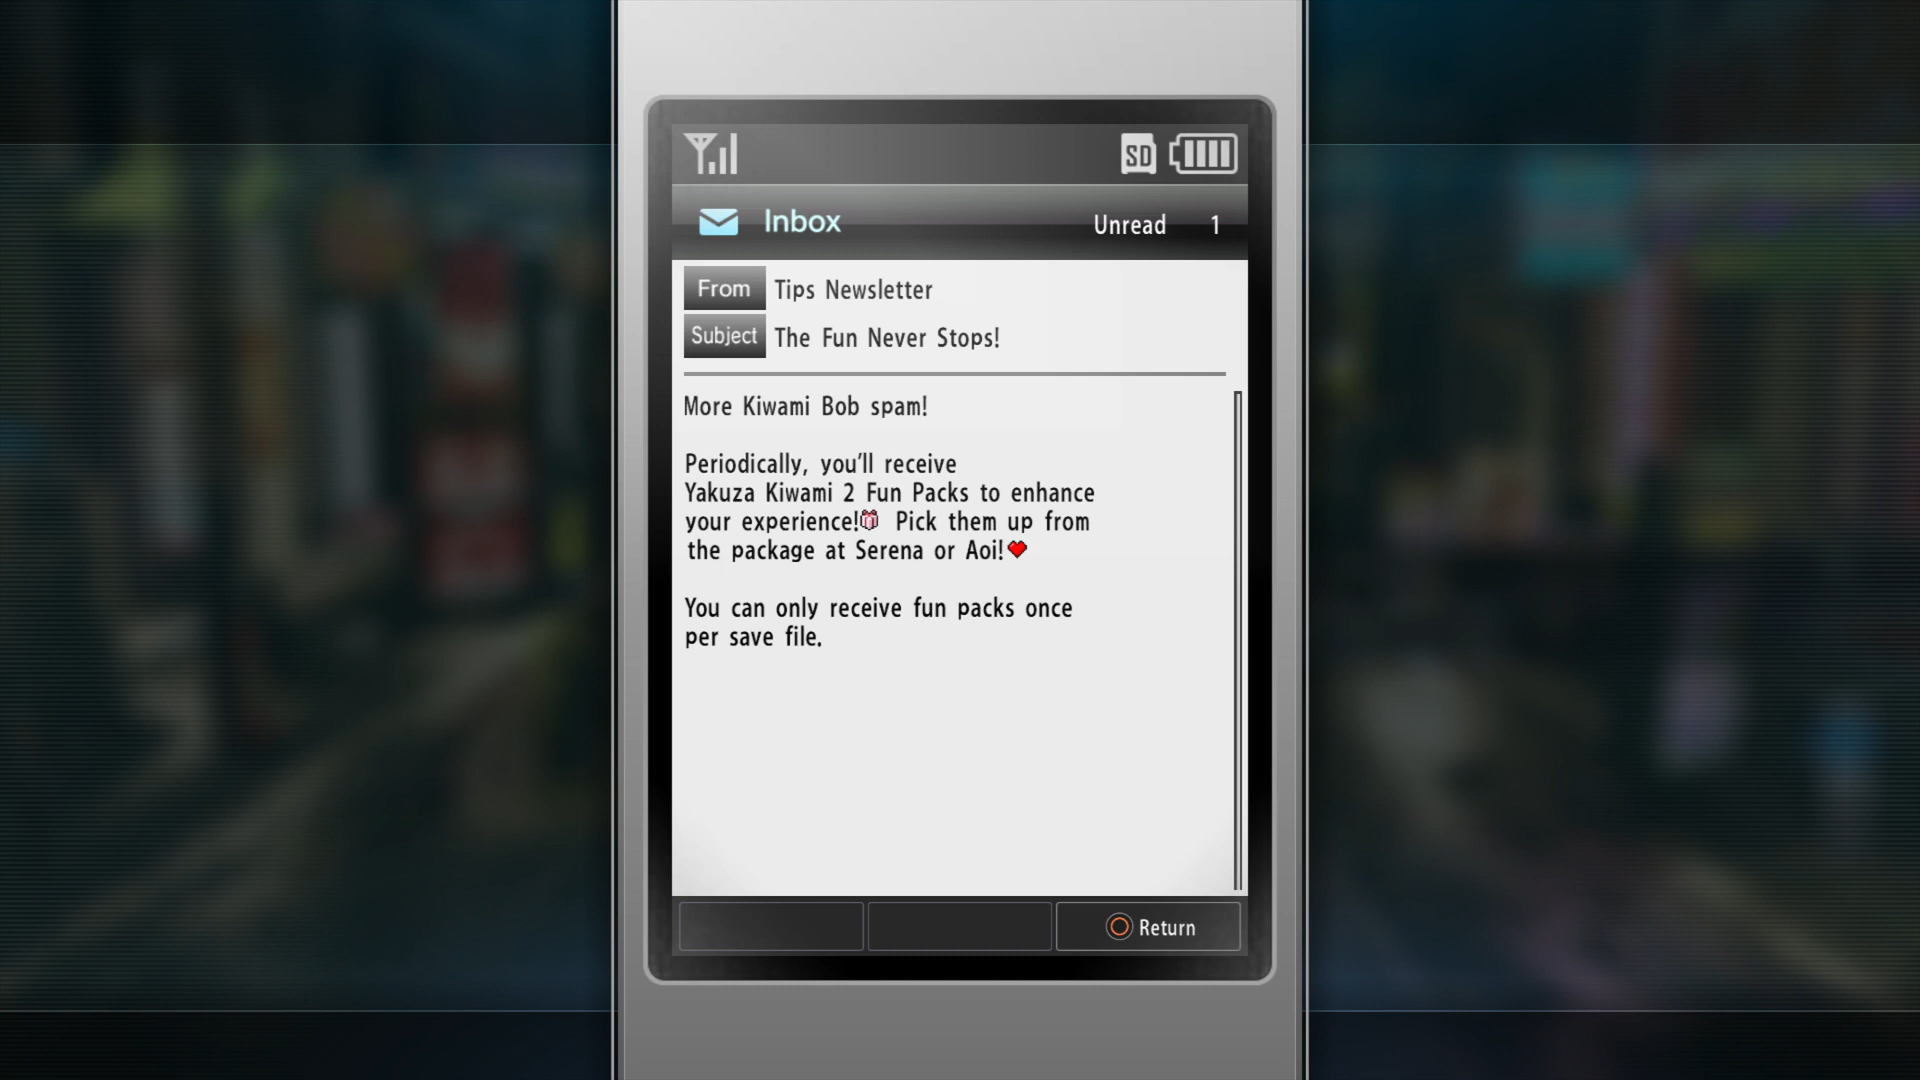 SD
Inbox Unread 1
From Tips Newsletter
Subject The Fun Never Stops!
More Kiwami Bob spam!
Periodically, you'll receive
Yakuza Kiwami 2 Fun Packs to enhance
your experience! Pick them up from
the package at Serena or Aoi!
You can only receive fun packs once
per save file.
Return